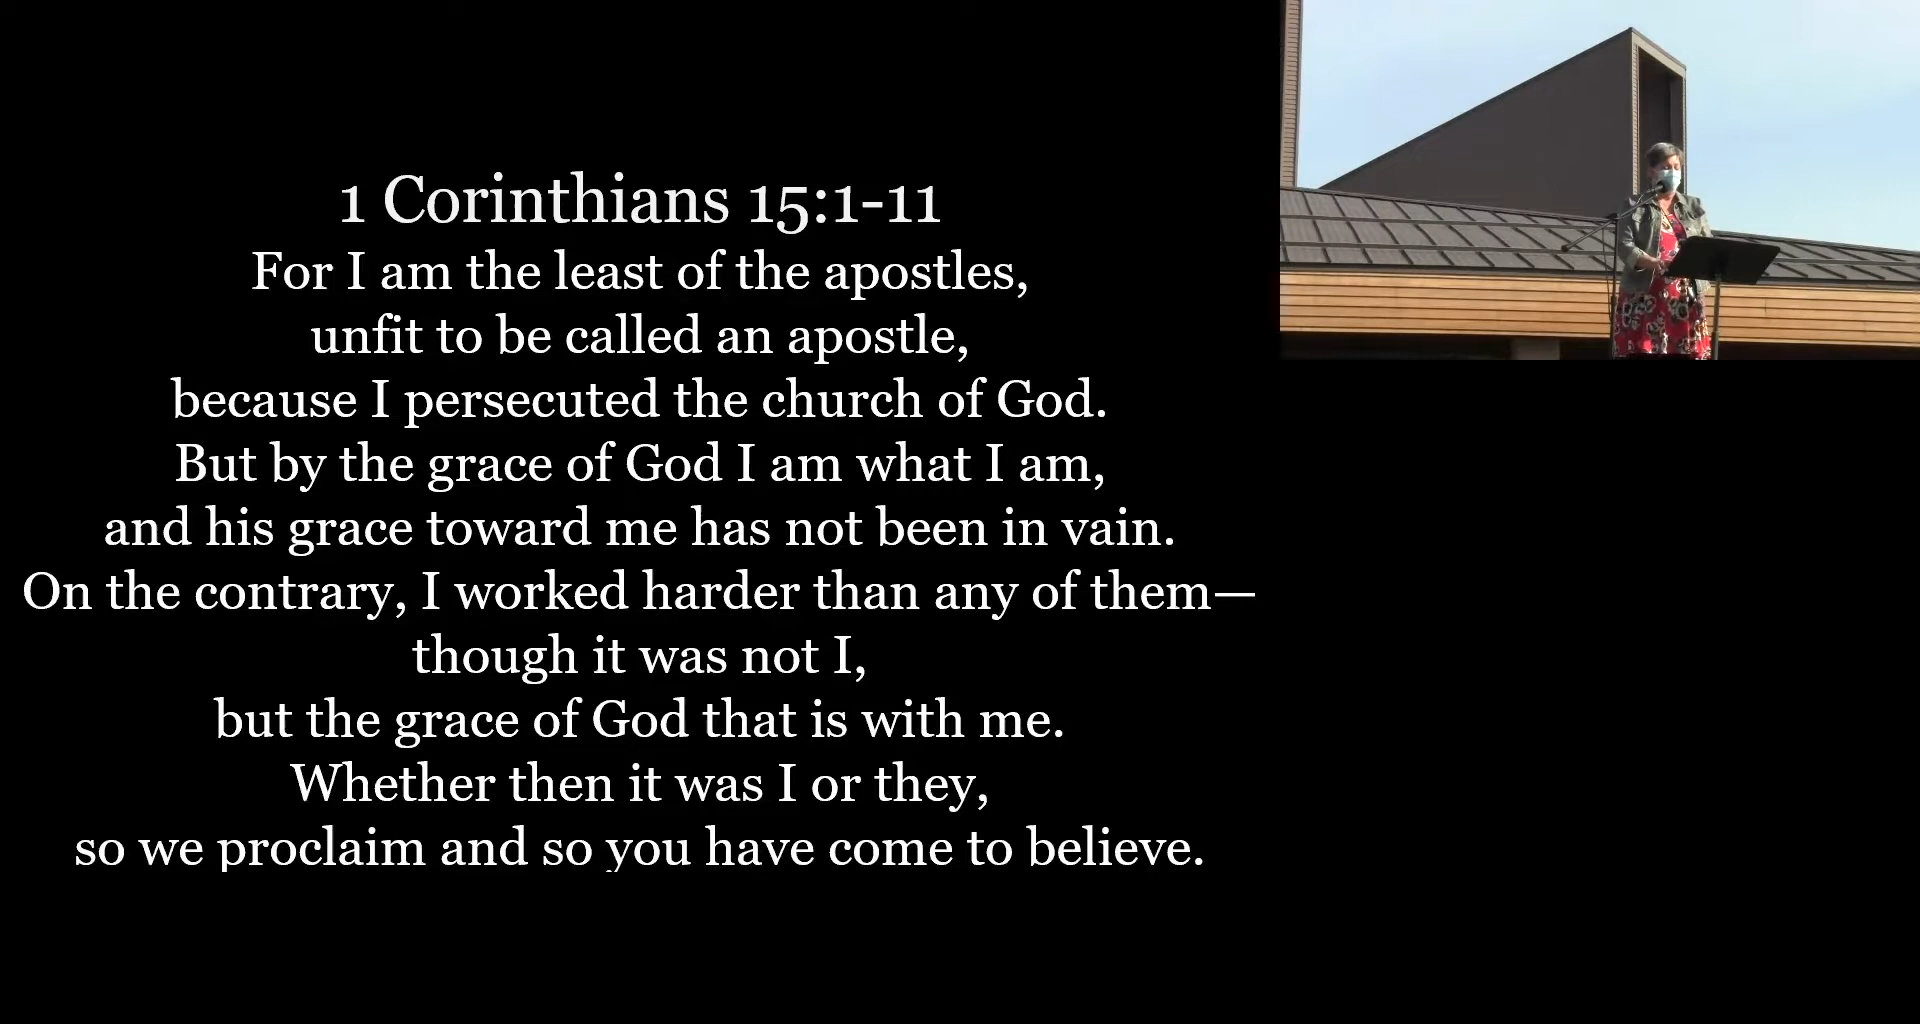 1 Corinthians 15:1-11
For I am the least of the apostles,
unfit to be called an apostle,
because I persecuted the church of God.
But by the grace of God I am what I am,
and his grace toward me has not been in vain.
On the contrary, I worked harder than any of them—
though it was not I,
but the grace of God that is with me.
Whether then it was I or they,
so we proclaim and so you have come to believe.